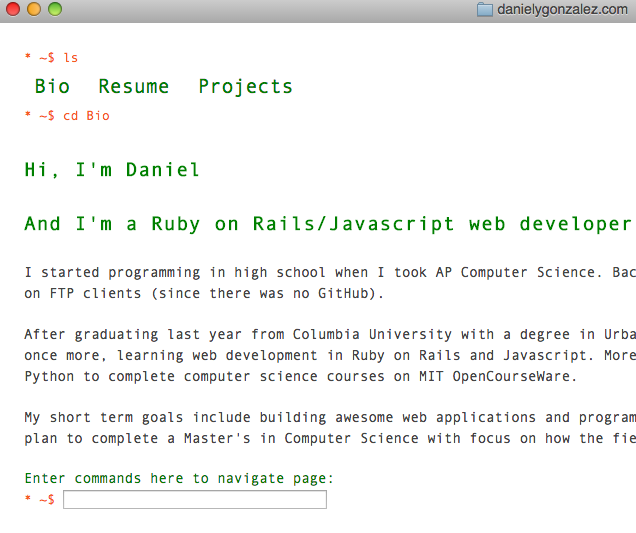 danielygonzalez.com
* ~$ ls
Bio Resume Projects
* ~$ cd Bio
Hi, I'm Daniel
And I'm a Ruby on Rails/Javascript web developer
I started programming in high school when I took AP Computer Science. Bac
on FTP clients (since there was no GitHub).
After graduating last year from Columbia University with a degree in Urba
once more, learning web development in Ruby on Rails and Javascript. More
Python to complete computer science courses on MIT OpenCourseWare.
My short term goals include building awesome web applications and program
plan to complete a Master's in Computer Science with focus on how the fie
Enter commands here to navigate page:
* ~$